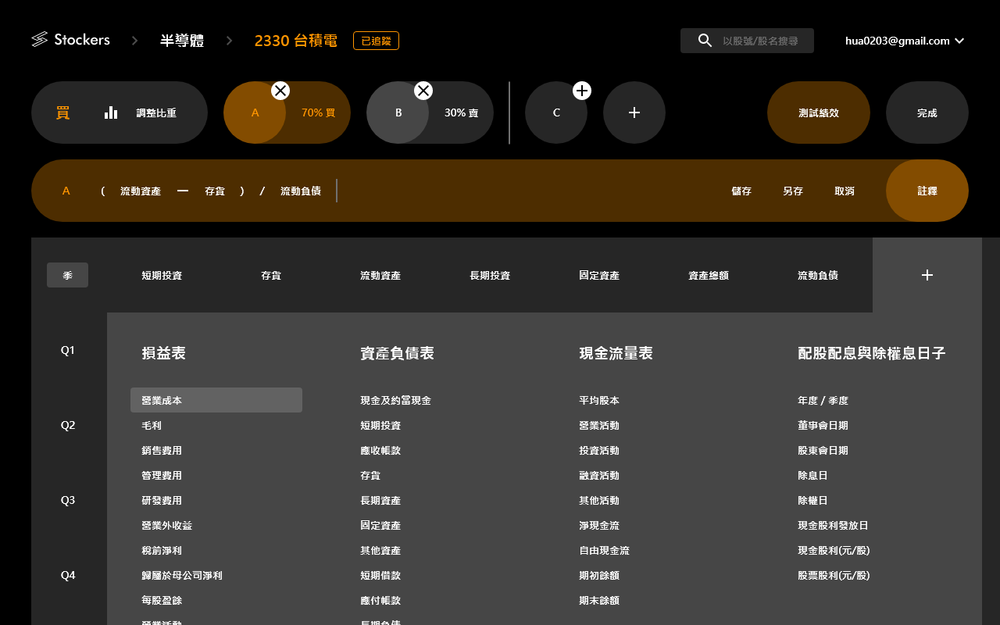 Stockers > 半導體 > 2330 台積電 已追蹤 以股號/股名搜尋 hua0203@gmail.com
買 調整比重 A 70% 買 B 30% 賣 C + 測試績效 完成
A ( 流動資產 — 存貨 ) / 流動負債 儲存 另存 取消 註釋
季 短期投資 存貨 流動資產 長期投資 固定資產 資產總額 流動負債 +
Q1 損益表 資產負債表 現金流量表 配股配息與除權息日子
營業成本 現金及約當現金 平均股本 年度 / 季度
Q2 毛利 短期投資 營業活動 董事會日期
銷售費用 應收帳款 投資活動 股東會日期
管理費用 存貨 融資活動 除息日
Q3 研發費用 長期資產 其他活動 除權日
營業外收益 固定資產 淨現金流 現金股利發放日
稅前淨利 其他資產 自由現金流 現金股利(元/股)
Q4 歸屬於母公司淨利 短期借款 期初餘額 股票股利(元/股)
每股盈餘 應付帳款 期末餘額
營業活動 長期負債